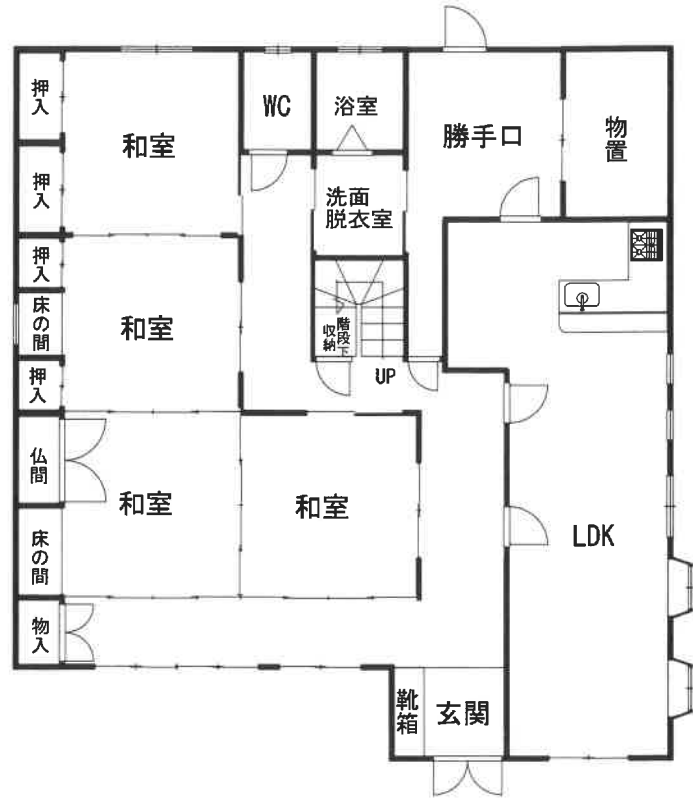 押入
和室
WC
浴室
勝手口
物置
押入
洗面
脱衣室
押入
床の間
和室
階段下
収納
UP
押入
仏間
和室
和室
床の間
LDK
物入
靴箱
玄関